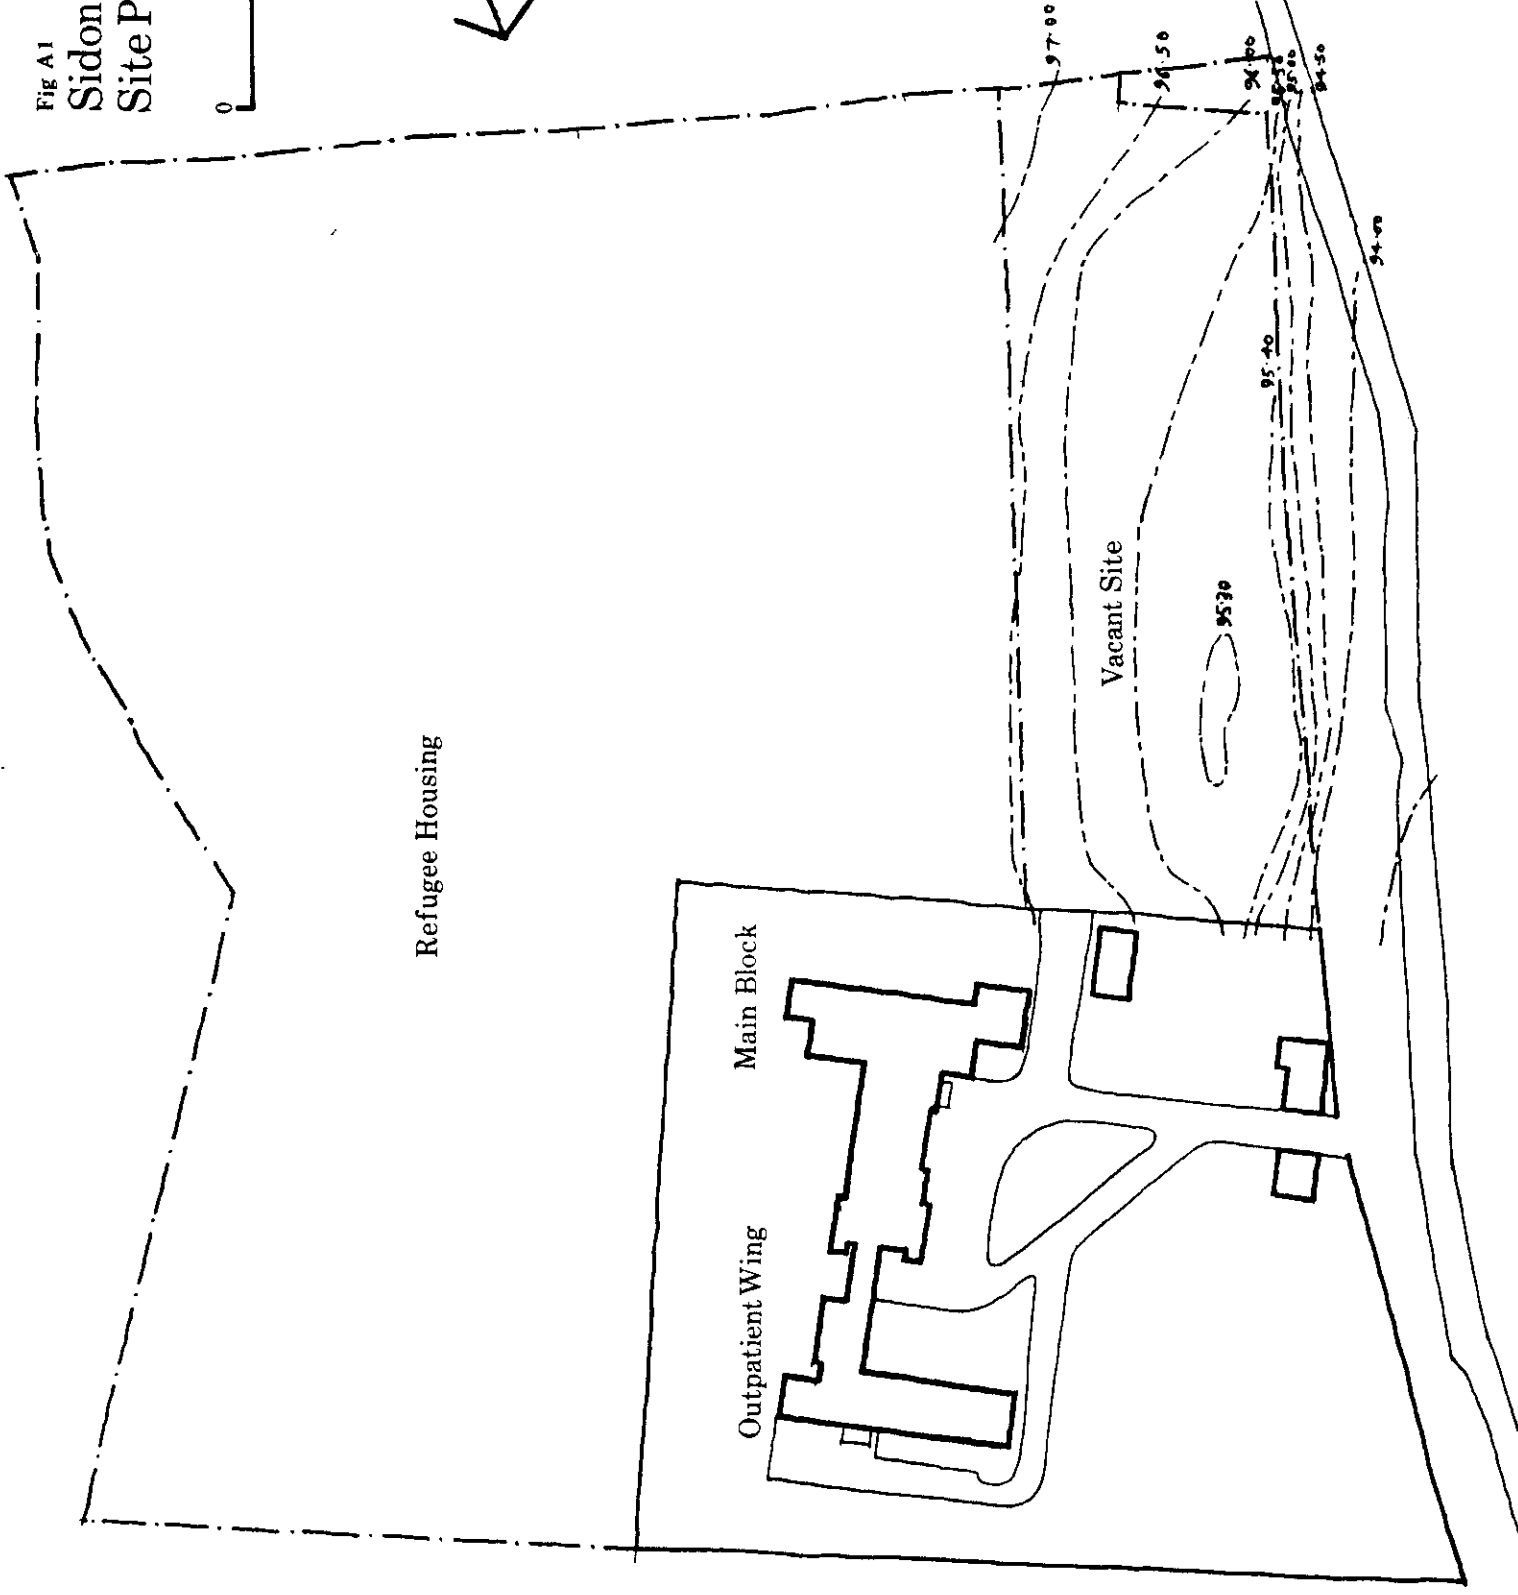 Fig A1
Sidon
Site P
0
Refugee Housing
Main Block
Outpatient Wing
Vacant Site
97.00
96.50
96.00
95.50
95.00
94.50
94.00
95.40
95.30